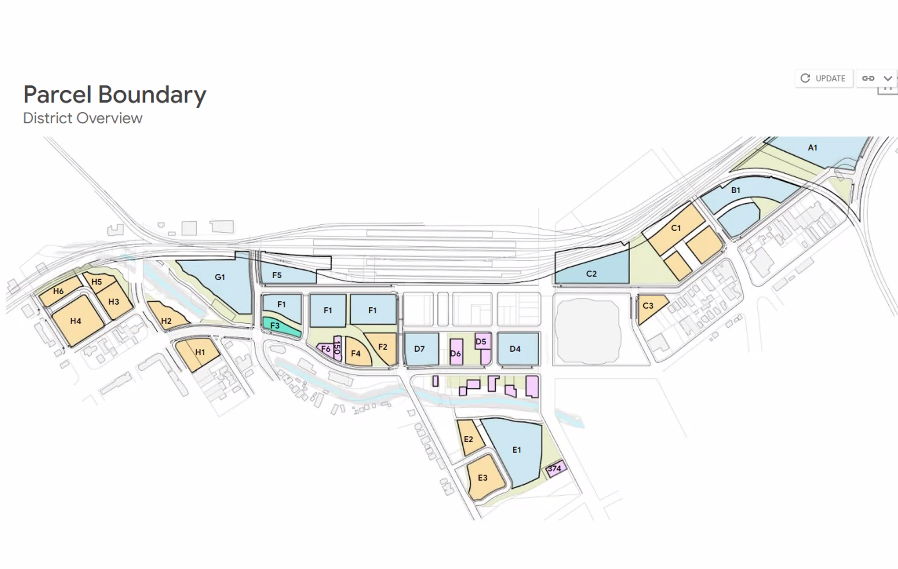 UPDATE
Parcel Boundary
District Overview
A1
B1
C1
C2
C3
G1
F5
H6
H5
H3
H4
H2
H1
F1
F1
F1
F3
F6
150
F4
F2
D7
D6
D5
D4
E2
E1
E3
374